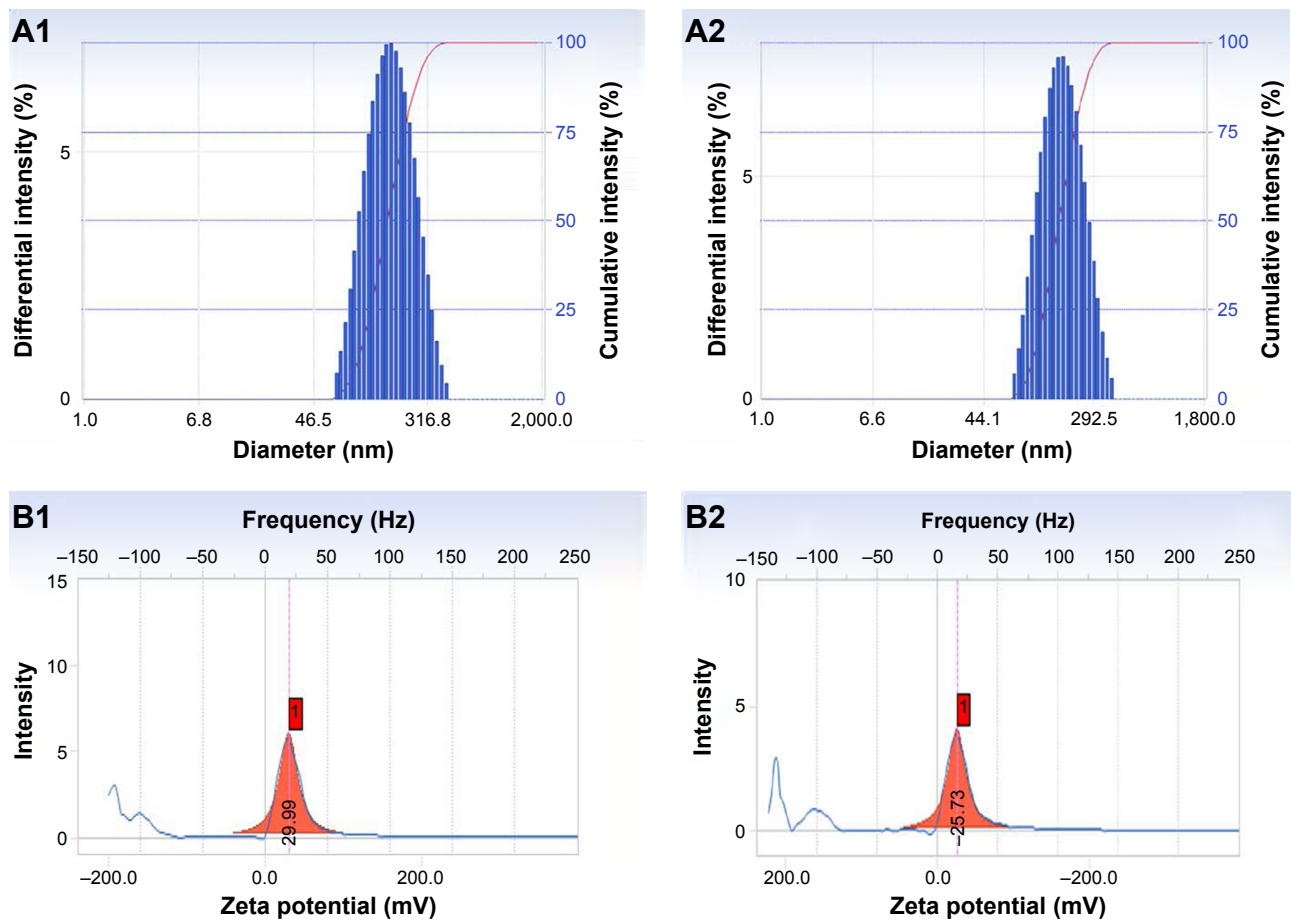 A1
Differential intensity (%)
5
0
100
75
50
25
0
Cumulative intensity (%)
1.0 6.8 46.5 316.8 2,000.0
Diameter (nm)
A2
Differential intensity (%)
5
0
100
75
50
25
0
Cumulative intensity (%)
1.0 6.6 44.1 292.5 1,800.0
Diameter (nm)
B1
Frequency (Hz)
–150 –100 –50 0 50 100 150 200 250
Intensity
15
10
5
0
1
29.99
–200.0 0.0 200.0
Zeta potential (mV)
B2
Frequency (Hz)
–150 –100 –50 0 50 100 150 200 250
Intensity
10
5
0
1
–25.73
200.0 0.0 –200.0
Zeta potential (mV)